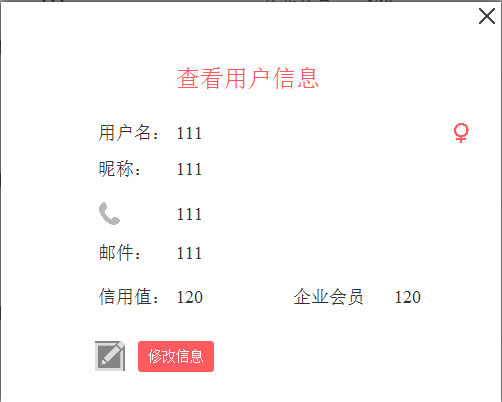 查看用户信息
用户名： 111
昵称： 111
111
邮件： 111
信用值： 120 企业会员 120
修改信息